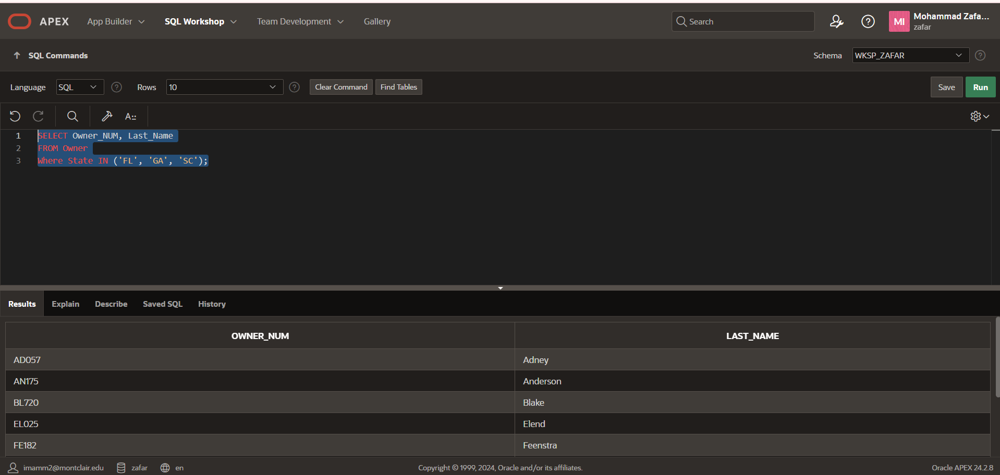 APEX App Builder SQL Workshop Team Development Gallery Search MI Mohammad Zafa...
zafar
SQL Commands Schema WKSP_ZAFAR
Language SQL Rows 10 Clear Command Find Tables Save Run
A::
1 SELECT Owner_NUM, Last_Name
2 FROM Owner
3 Where State IN ('FL', 'GA', 'SC');
Results Explain Describe Saved SQL History
OWNER_NUM LAST_NAME
AD057 Adney
AN175 Anderson
BL720 Blake
EL025 Elend
FE182 Feenstra
imamm2@montclair.edu zafar en Copyright © 1999, 2024, Oracle and/or its affiliates. Oracle APEX 24.2.8